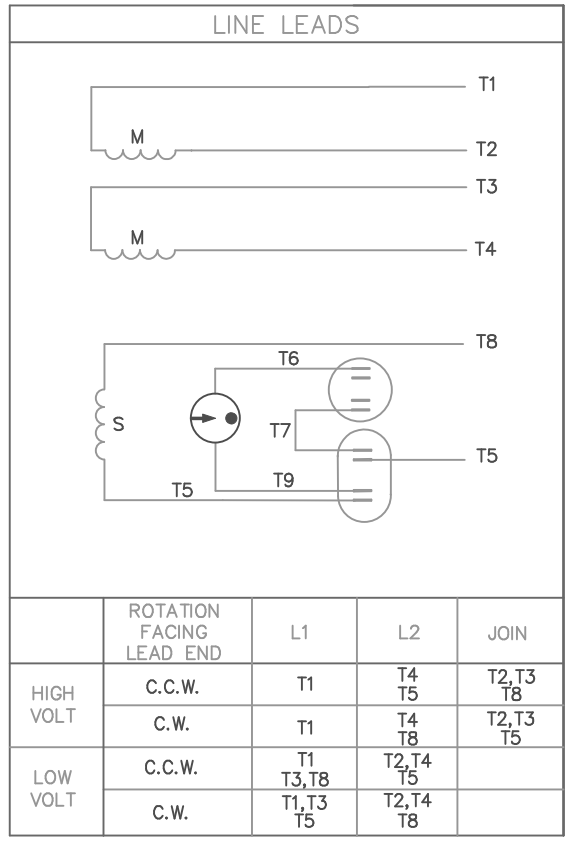 LINE LEADS
T1
M
T2
T3
M
T4
T8
T6
S
T7
T5
T9
T5
ROTATION
FACING
LEAD END
L1
L2
JOIN
HIGH
VOLT
C.C.W.
T1
T4
T5
T2,T3
T8
C.W.
T1
T4
T8
T2,T3
T5
LOW
VOLT
C.C.W.
T1
T3,T8
T2,T4
T5
C.W.
T1,T3
T5
T2,T4
T8